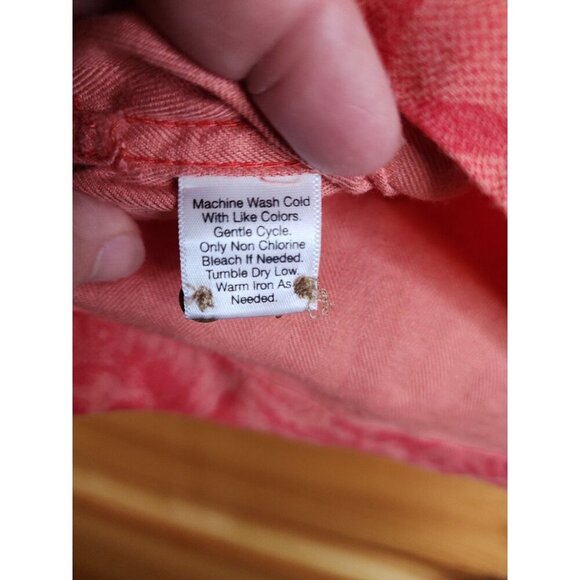 Machine Wash Cold
With Like Colors.
Gentle Cycle.
Only Non Chlorine
Bleach If Needed.
Tumble Dry Low.
Warm Iron As
Needed.